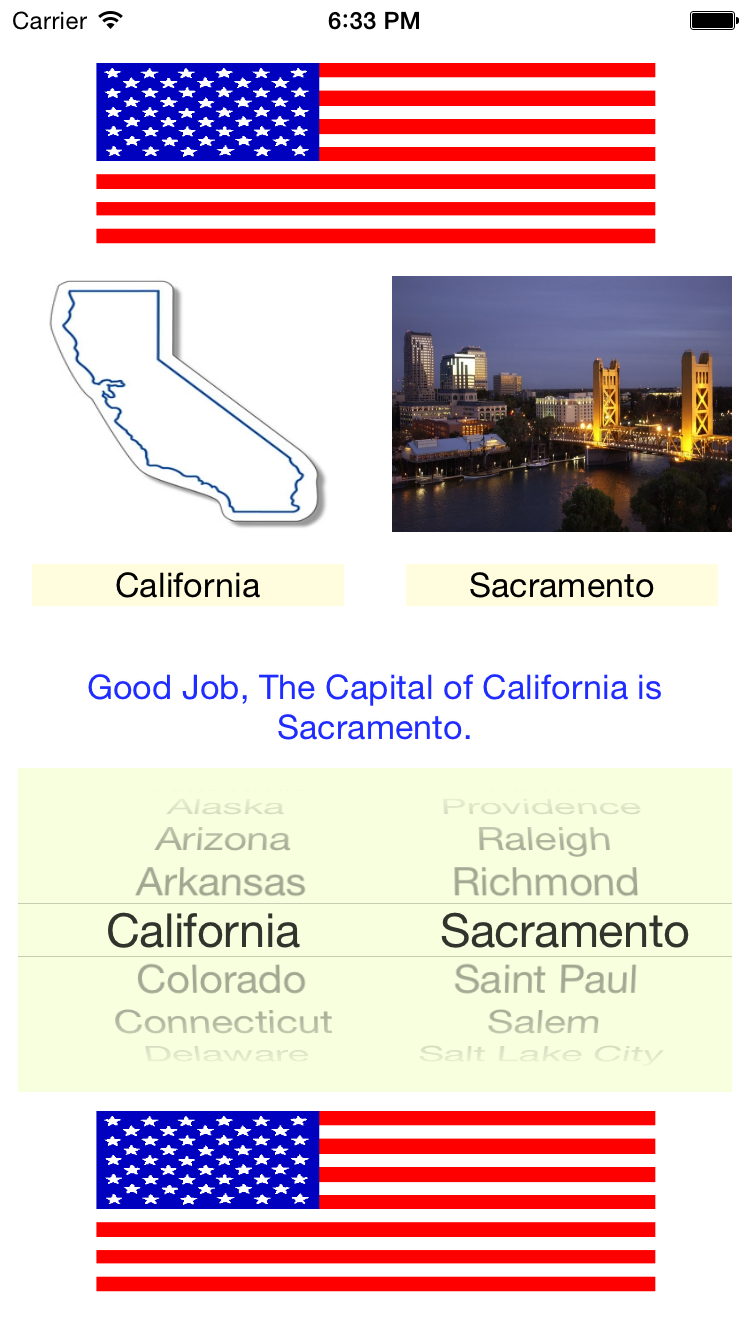 Carrier 6:33 PM
California Sacramento
Good Job, The Capital of California is
Sacramento.
Alaska Providence
Arizona Raleigh
Arkansas Richmond
California Sacramento
Colorado Saint Paul
Connecticut Salem
Delaware Salt Lake City